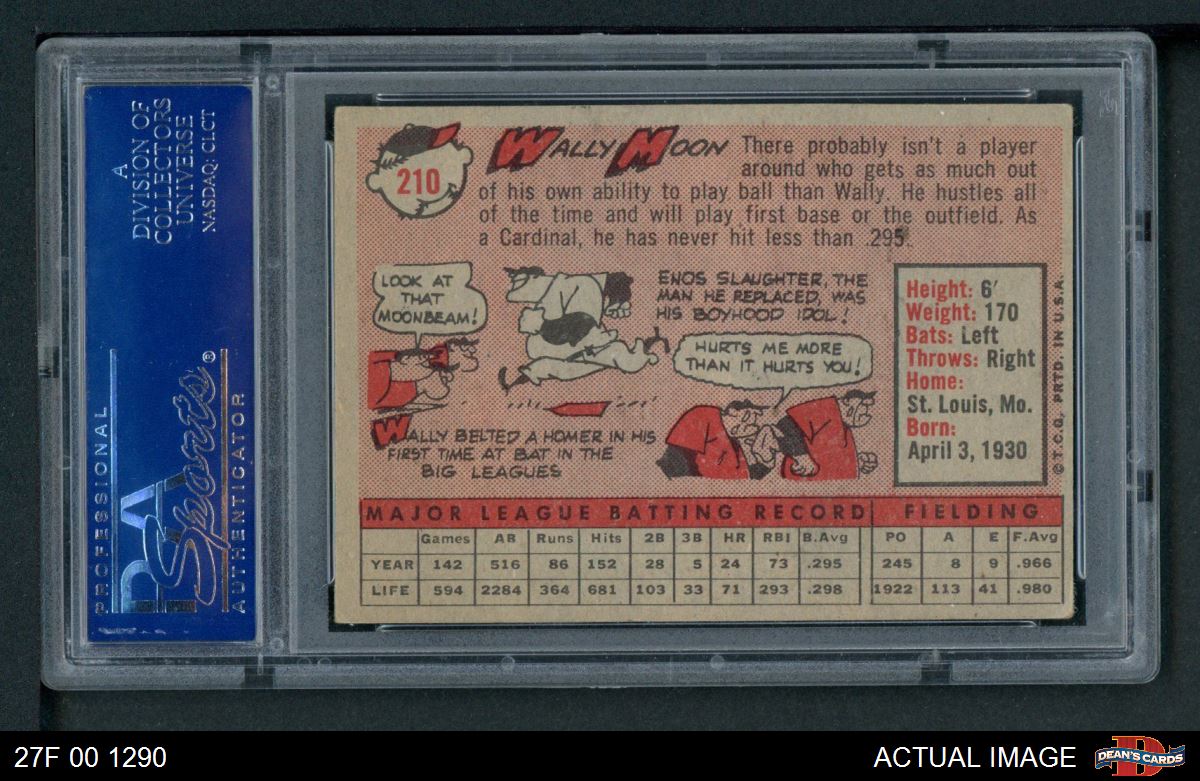 A
DIVISION OF
COLLECTORS
UNIVERSE
NASDAQ: CLCT
PROFESSIONAL
PSA
Sports®
AUTHENTICATOR
210
WALLY MOON
There probably isn't a player
around who gets as much out
of his own ability to play ball than Wally. He hustles all
of the time and will play first base or the outfield. As
a Cardinal, he has never hit less than .295.
LOOK AT
THAT
MOONBEAM!
WALLY BELTED A HOMER IN HIS
FIRST TIME AT BAT IN THE
BIG LEAGUES
ENOS SLAUGHTER, THE
MAN HE REPLACED, WAS
HIS BOYHOOD IDOL!
HURTS ME MORE
THAN IT HURTS YOU!
Height: 6'
Weight: 170
Bats: Left
Throws: Right
Home:
St. Louis, Mo.
Born:
April 3, 1930
© T.C.G. PRTD. IN U.S.A.
MAJOR LEAGUE BATTING RECORD FIELDING
Games AB Runs Hits 2B 3B HR RBI B.Avg PO A E F.Avg
YEAR 142 516 86 152 28 5 24 73 .295 245 8 9 .966
LIFE 594 2284 364 681 103 33 71 293 .298 1922 113 41 .980
27F 00 1290
ACTUAL IMAGE
D
DEAN'S CARDS